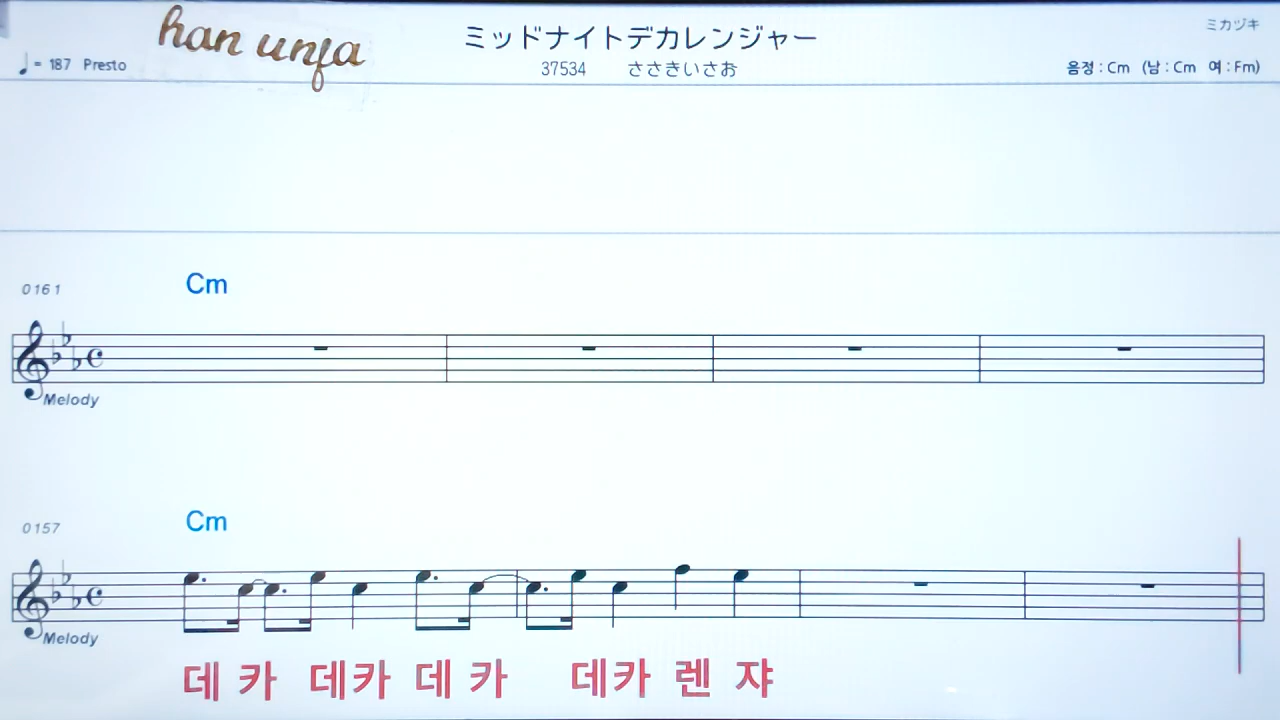 han unfa
ミッドナイトデカレンジャー
ミカヅキ
♩= 187 Presto
37534 ささきいさお
음정 : Cm (남 : Cm 여 : Fm)
0161
Cm
Melody
0157
Cm
Melody
데 카 데카 데 카 데카 렌 쟈